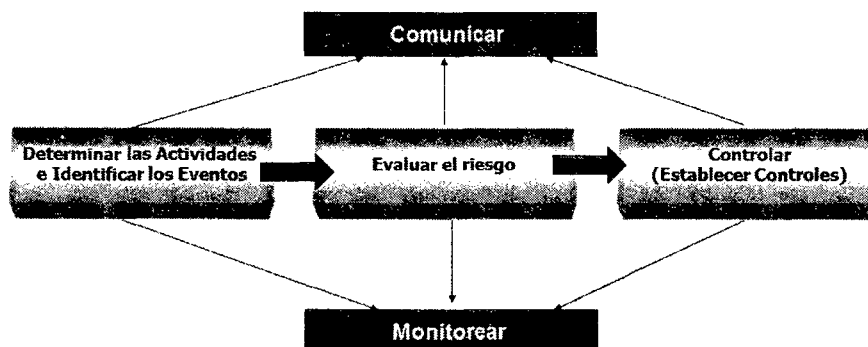 Comunicar
Determinar las Actividades
e Identificar los Eventos
Evaluar el riesgo
Controlar
(Establecer Controles)
Monitorear